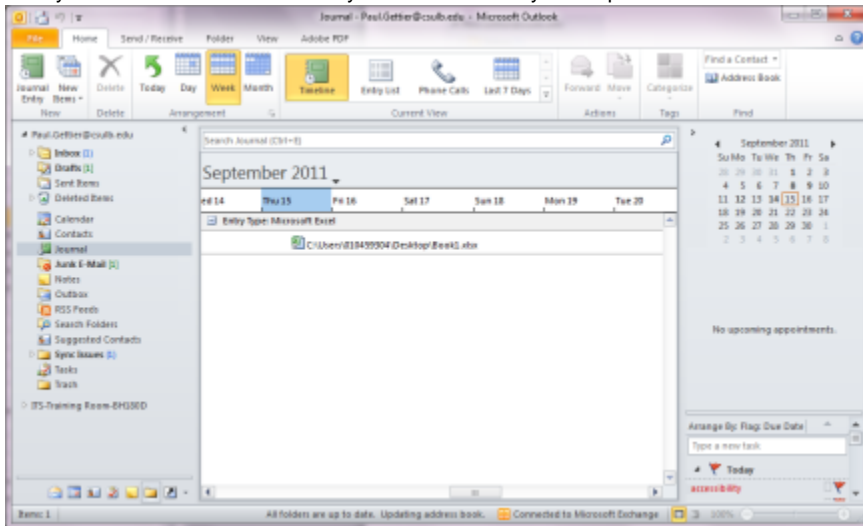 Journal - Paul.Gettier@csulb.edu - Microsoft Outlook
File Home Send / Receive Folder View Adobe PDF
Journal Entry New Items Delete Today Day Week Month Timeline Entry List Phone Calls Last 7 Days Forward Move Categorize Find a Contact
Address Book
New Delete Arrangement Current View Actions Tags Find
Paul.Gettier@csulb.edu
Inbox (1)
Drafts [1]
Sent Items
Deleted Items
Calendar
Contacts
Journal
Junk E-Mail [1]
Notes
Outbox
RSS Feeds
Search Folders
Suggested Contacts
Sync Issues (1)
Tasks
Trash
ITS-Training Room-BH180D
Search Journal (Ctrl+E)
September 2011
ed 14 Thu 15 Fri 16 Sat 17 Sun 18 Mon 19 Tue 20
Entry Type: Microsoft Excel
C:\Users\010499904\Desktop\Book1.xlsx
September 2011
Su Mo Tu We Th Fr Sa
28 29 30 31 1 2 3
4 5 6 7 8 9 10
11 12 13 14 15 16 17
18 19 20 21 22 23 24
25 26 27 28 29 30 1
2 3 4 5 6 7 8
No upcoming appointments.
Arrange By: Flag: Due Date
Type a new task
Today
accessibility
Items: 1 All folders are up to date. Updating address book. Connected to Microsoft Exchange 100%